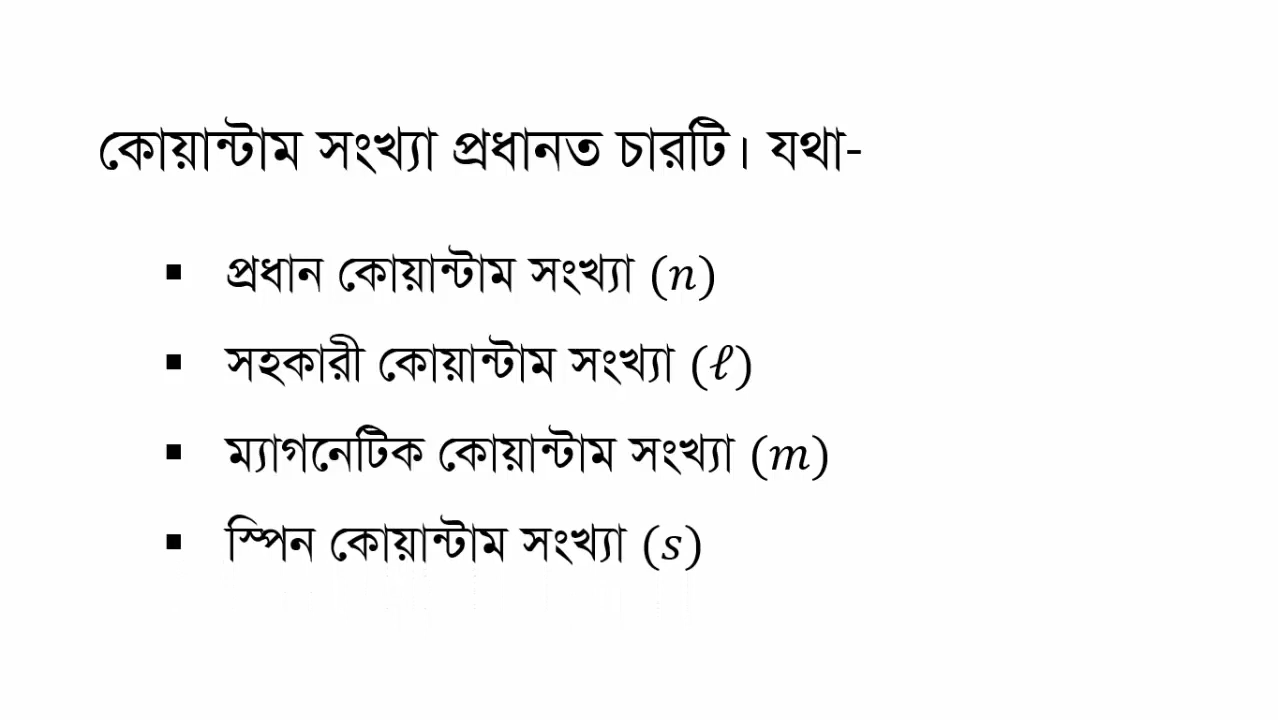 কোয়ান্টাম সংখ্যা প্রধানত চারটি। যথা-
▪ প্রধান কোয়ান্টাম সংখ্যা (n)
▪ সহকারী কোয়ান্টাম সংখ্যা (ℓ)
▪ ম্যাগনেটিক কোয়ান্টাম সংখ্যা (m)
▪ স্পিন কোয়ান্টাম সংখ্যা (s)